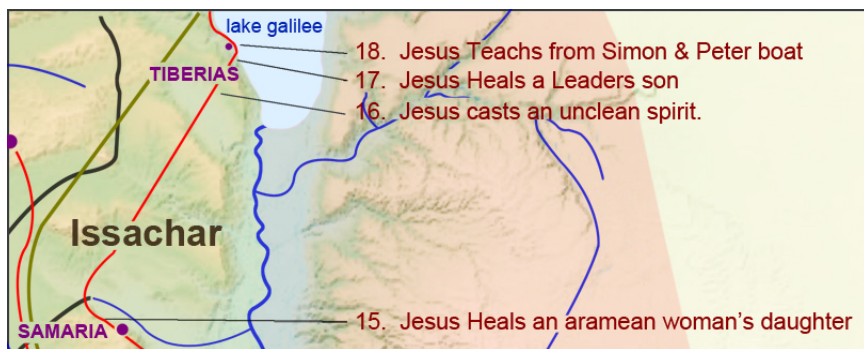 lake galilee
18. Jesus Teachs from Simon & Peter boat
TIBERIAS
17. Jesus Heals a Leaders son
16. Jesus casts an unclean spirit.
Issachar
SAMARIA
15. Jesus Heals an aramean woman's daughter